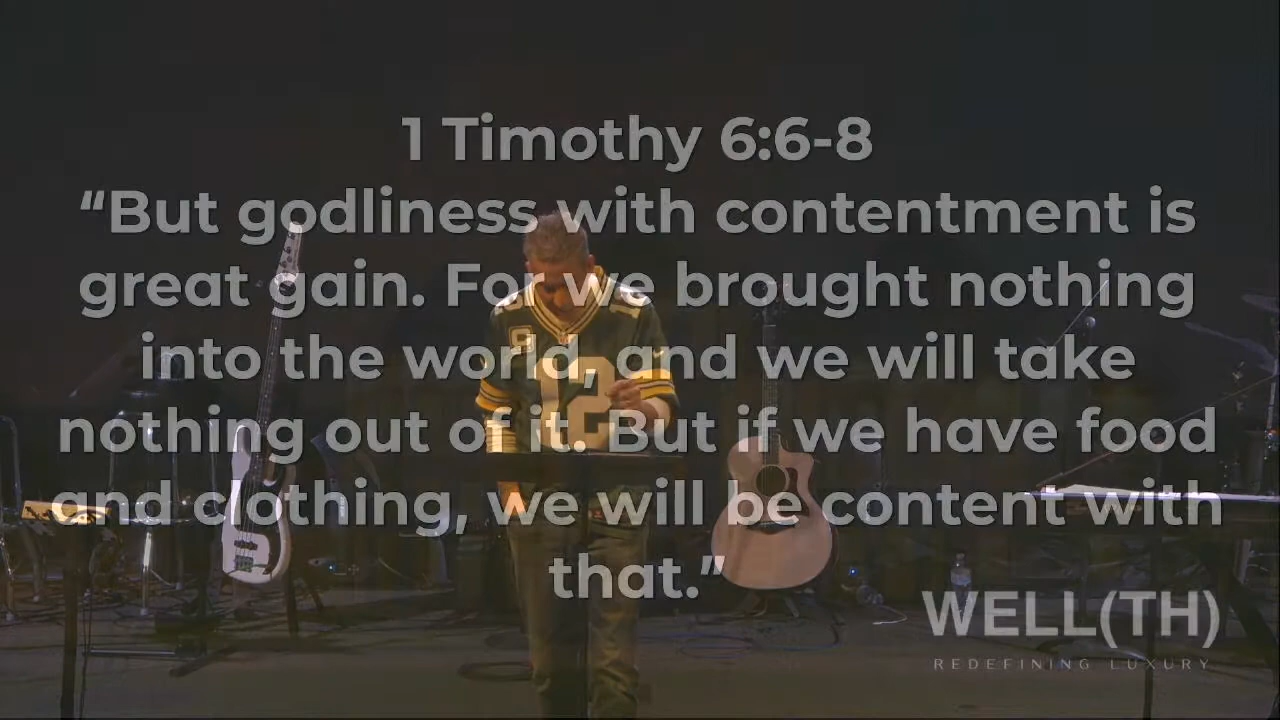 1 Timothy 6:6-8
“But godliness with contentment is
great gain. For we brought nothing
into the world, and we will take
nothing out of it. But if we have food
and clothing, we will be content with
that.”
12
WELL(TH)
REDEFINING LUXURY